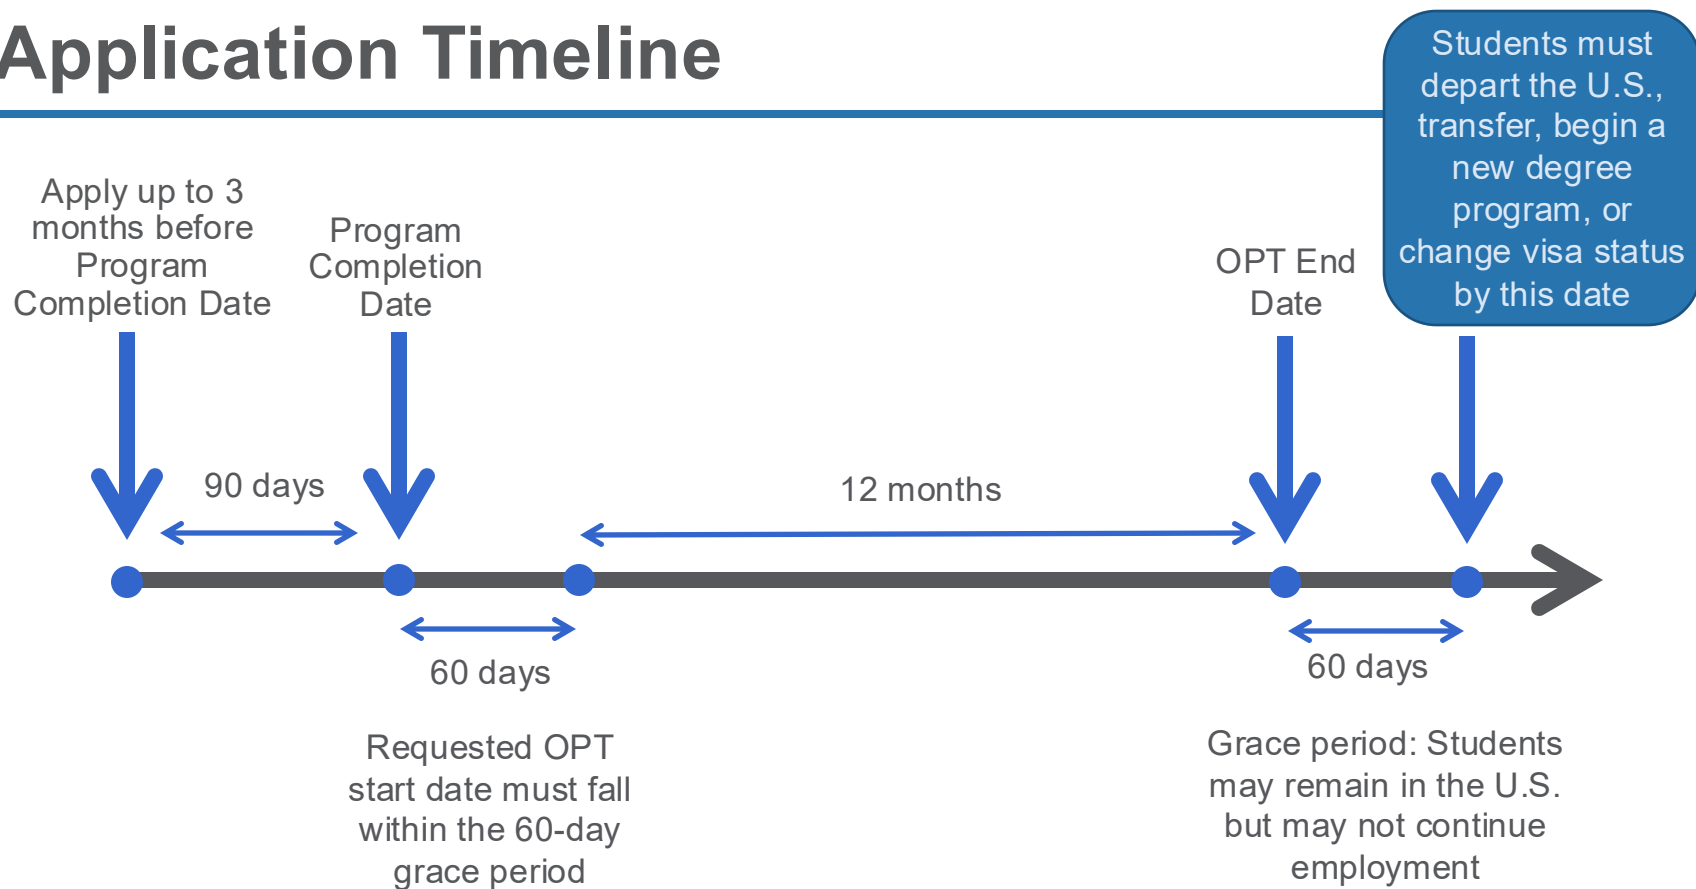 Application Timeline
Students must
depart the U.S.,
transfer, begin a
new degree
program, or
change visa status
by this date
Apply up to 3
months before
Program
Completion Date
Program
Completion
Date
OPT End
Date
90 days
12 months
60 days
60 days
Requested OPT
start date must fall
within the 60-day
grace period
Grace period: Students
may remain in the U.S.
but may not continue
employment